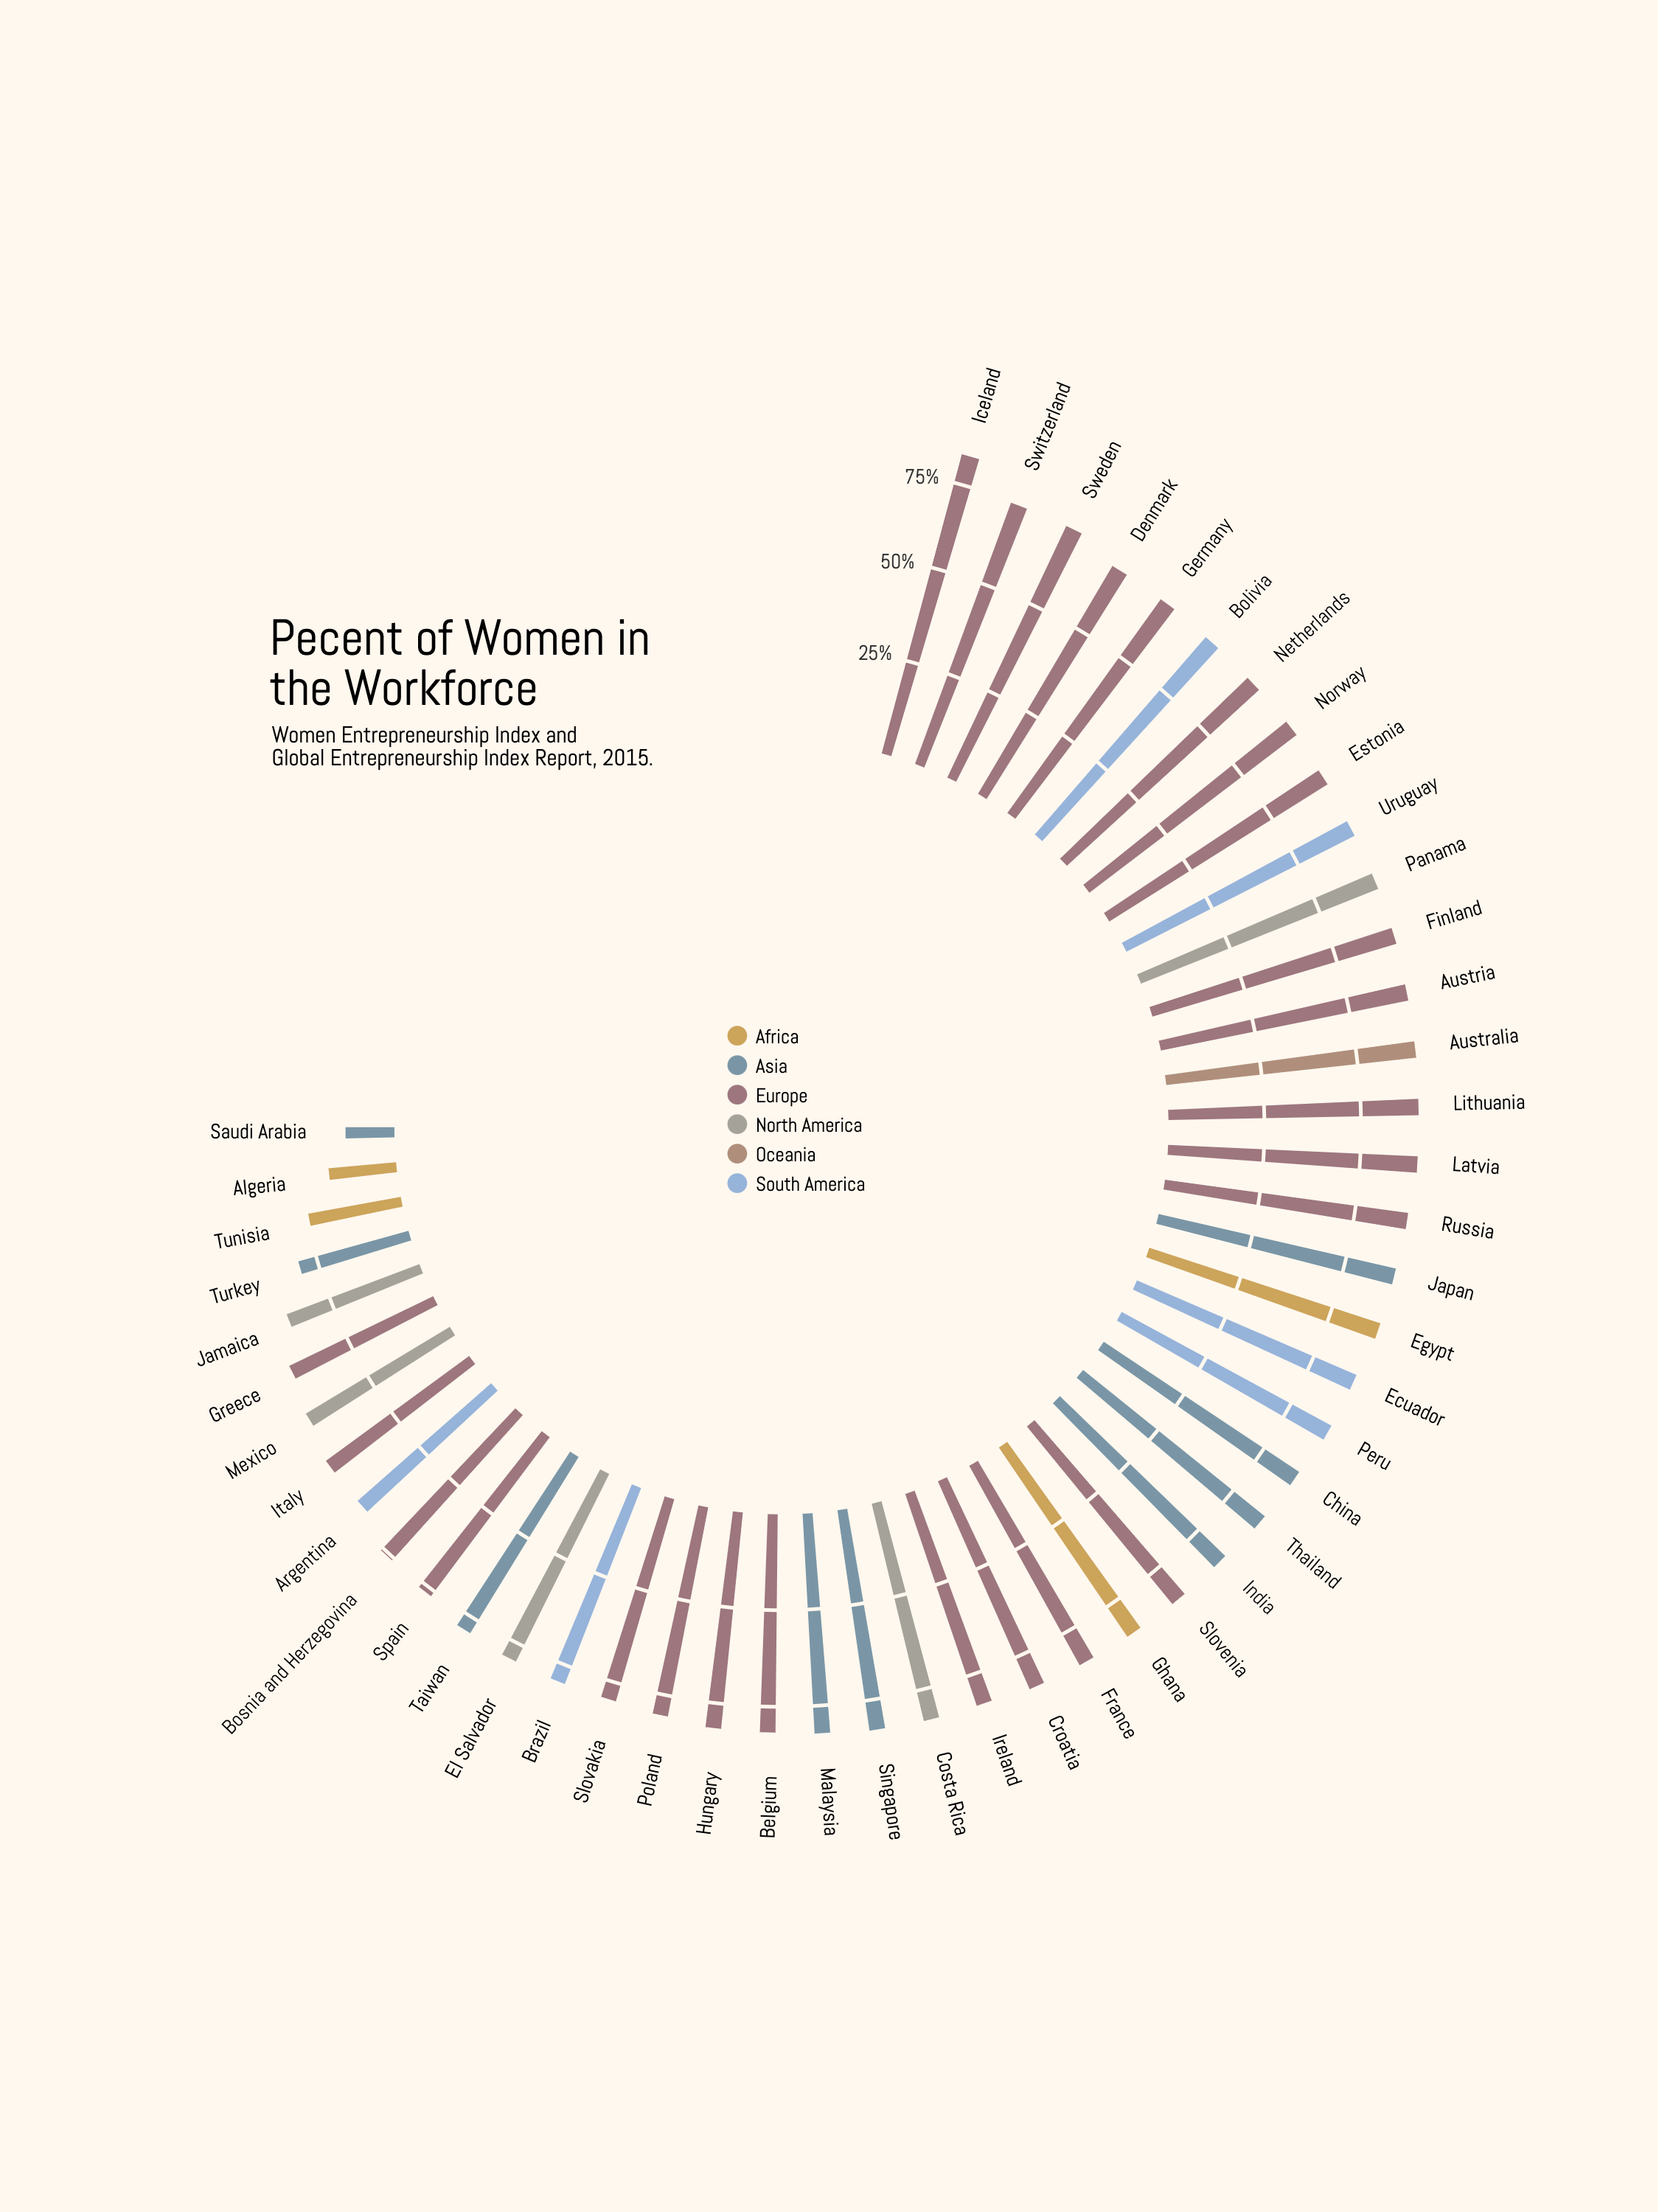 Pecent of Women in
the Workforce
Women Entrepreneurship Index and
Global Entrepreneurship Index Report, 2015.
75%
50%
25%
Iceland
Switzerland
Sweden
Denmark
Germany
Bolivia
Netherlands
Norway
Estonia
Uruguay
Panama
Finland
Austria
Australia
Lithuania
Latvia
Russia
Japan
Egypt
Ecuador
Peru
China
Thailand
India
Slovenia
Ghana
France
Croatia
Ireland
Costa Rica
Singapore
Malaysia
Belgium
Hungary
Poland
Slovakia
Brazil
El Salvador
Taiwan
Spain
Bosnia and Herzegovina
Argentina
Italy
Mexico
Greece
Jamaica
Turkey
Tunisia
Algeria
Saudi Arabia
Africa
Asia
Europe
North America
Oceania
South America